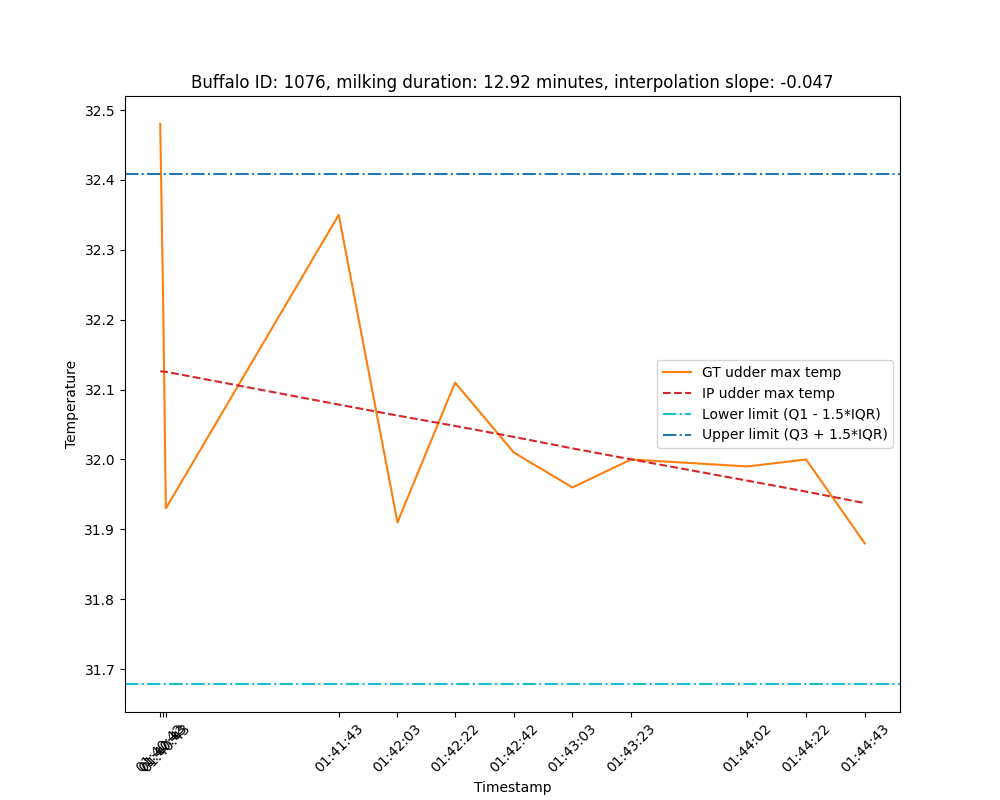 Buffalo ID: 1076, milking duration: 12.92 minutes, interpolation slope: -0.047
32.5
32.4
32.3
32.2
32.1
32.0
31.9
31.8
31.7
Temperature
GT udder max temp
IP udder max temp
Lower limit (Q1 - 1.5*IQR)
Upper limit (Q3 + 1.5*IQR)
01:41:43
01:42:03
01:42:22
01:42:42
01:43:03
01:43:23
01:44:02
01:44:22
01:44:43
Timestamp